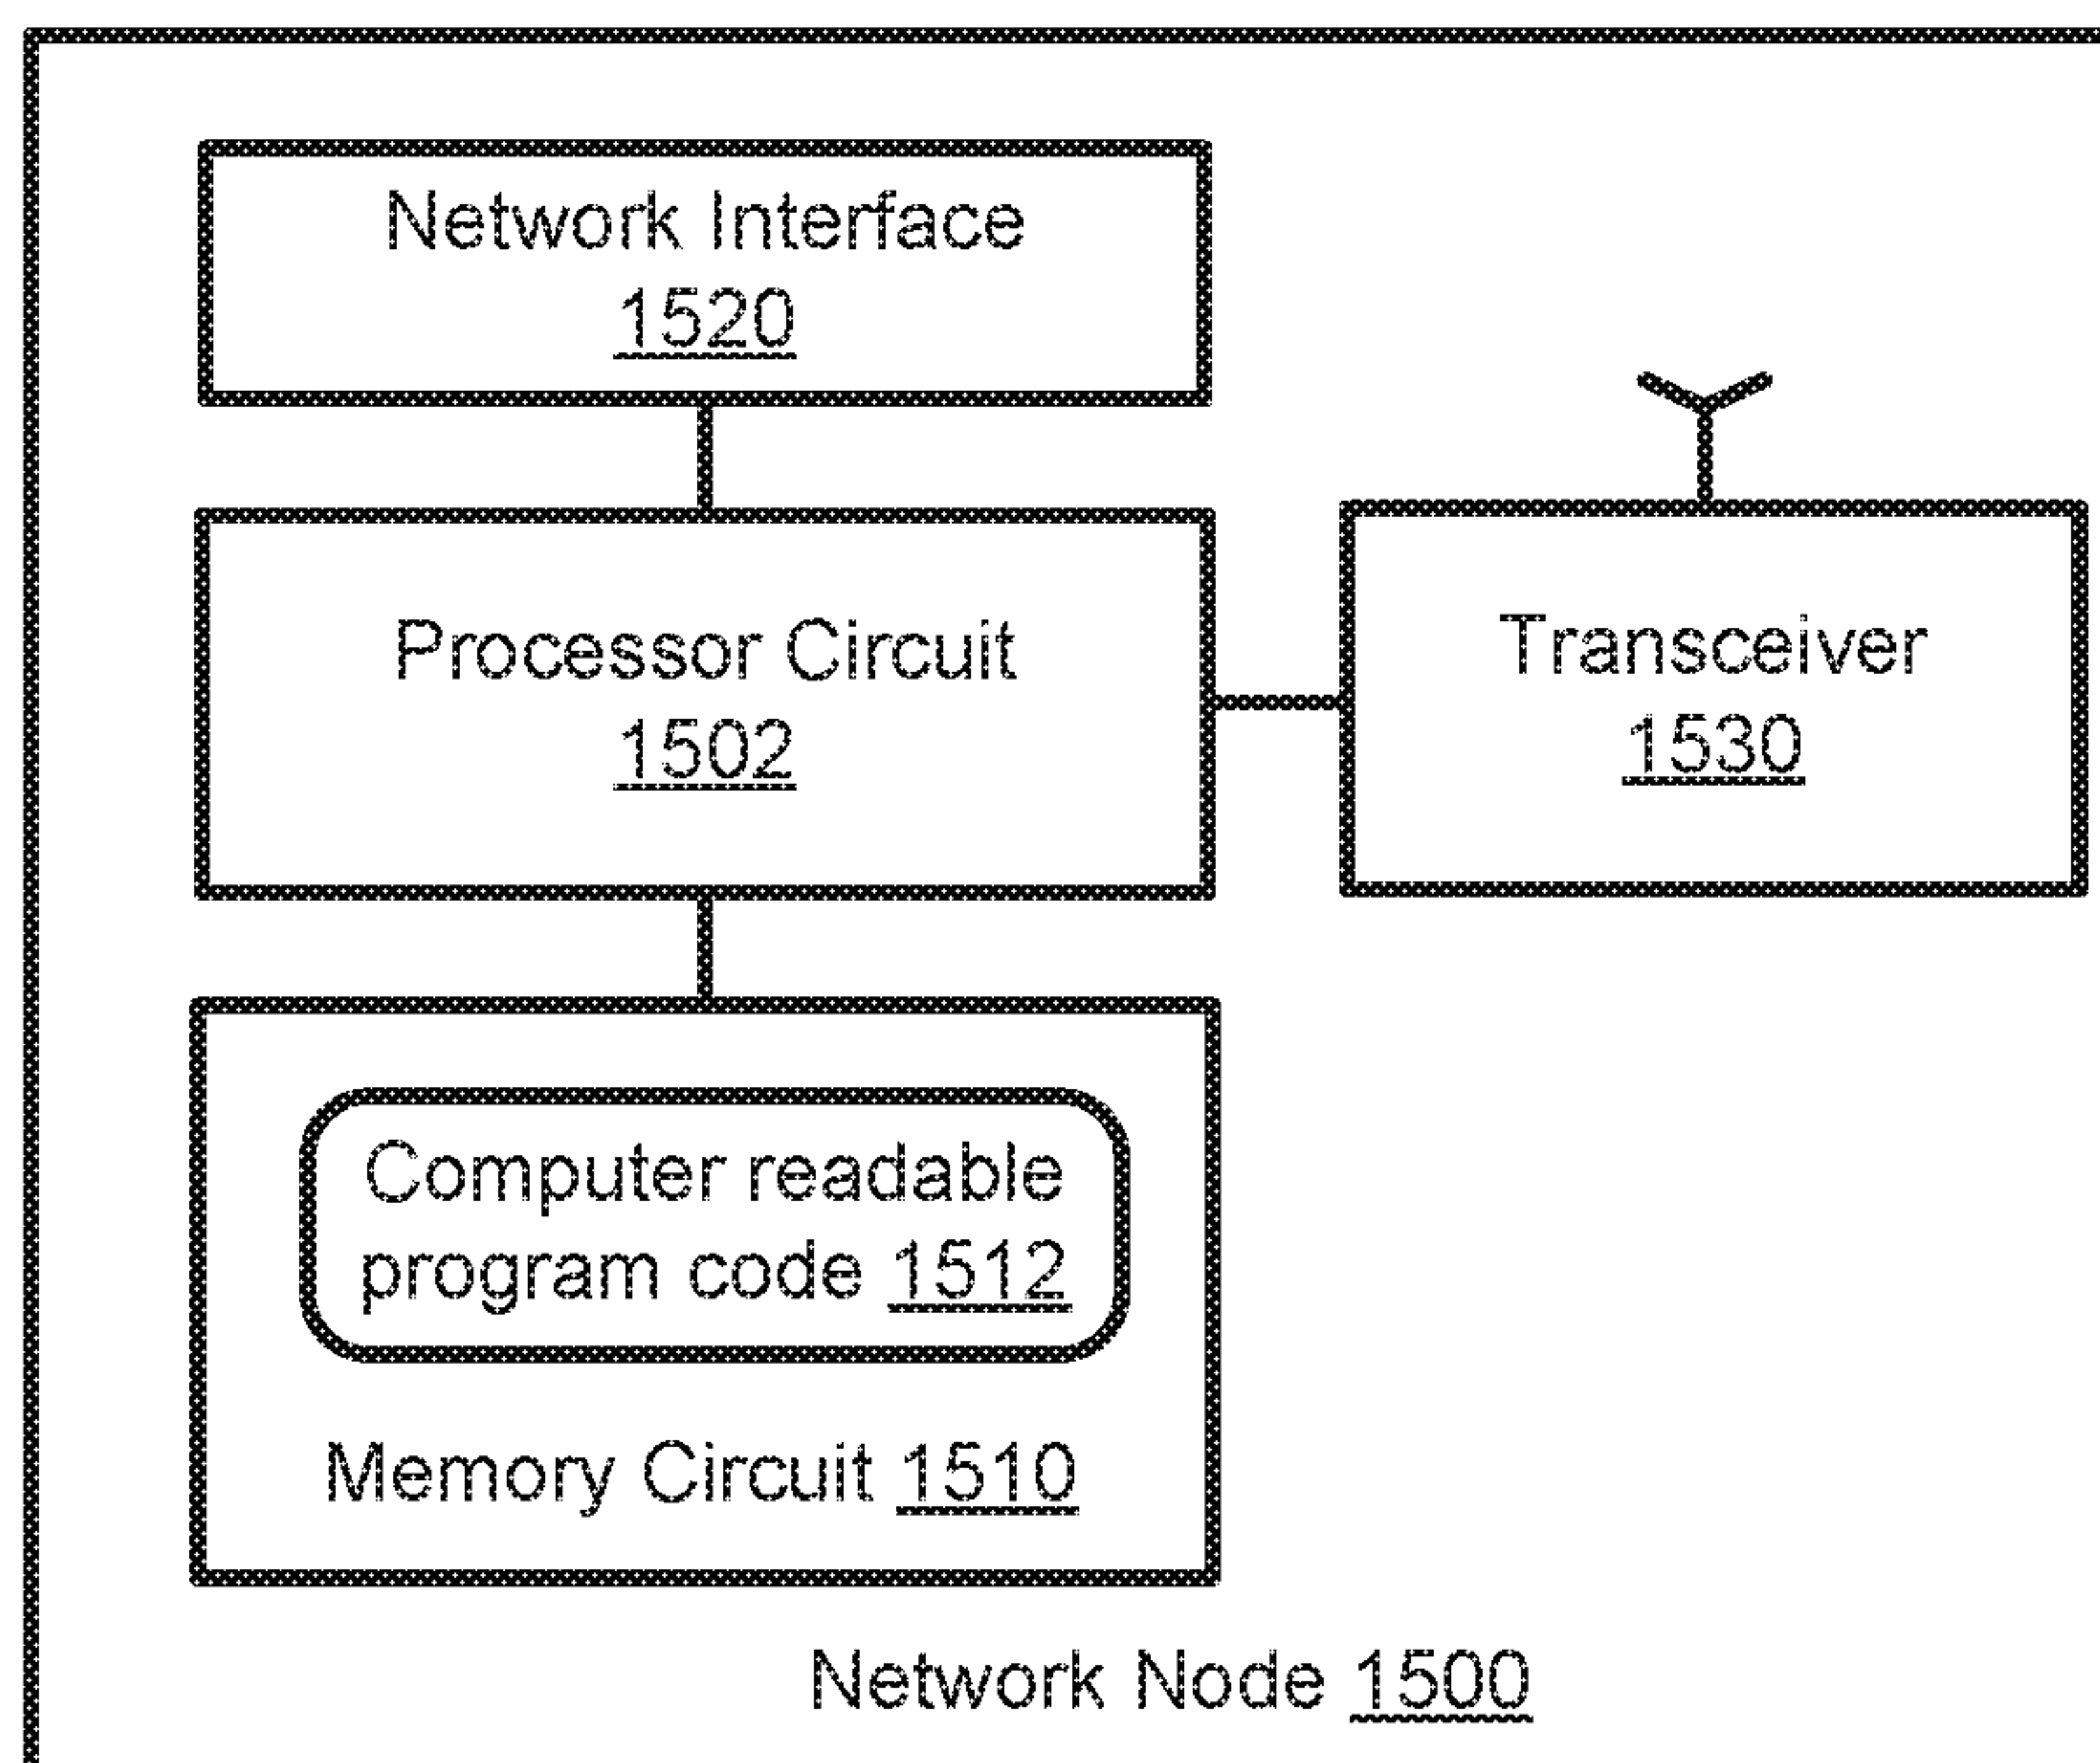 Network Interface
1520
Processor Circuit
1502
Transceiver
1530
Computer readable
program code 1512
Memory Circuit 1510
Network Node 1500